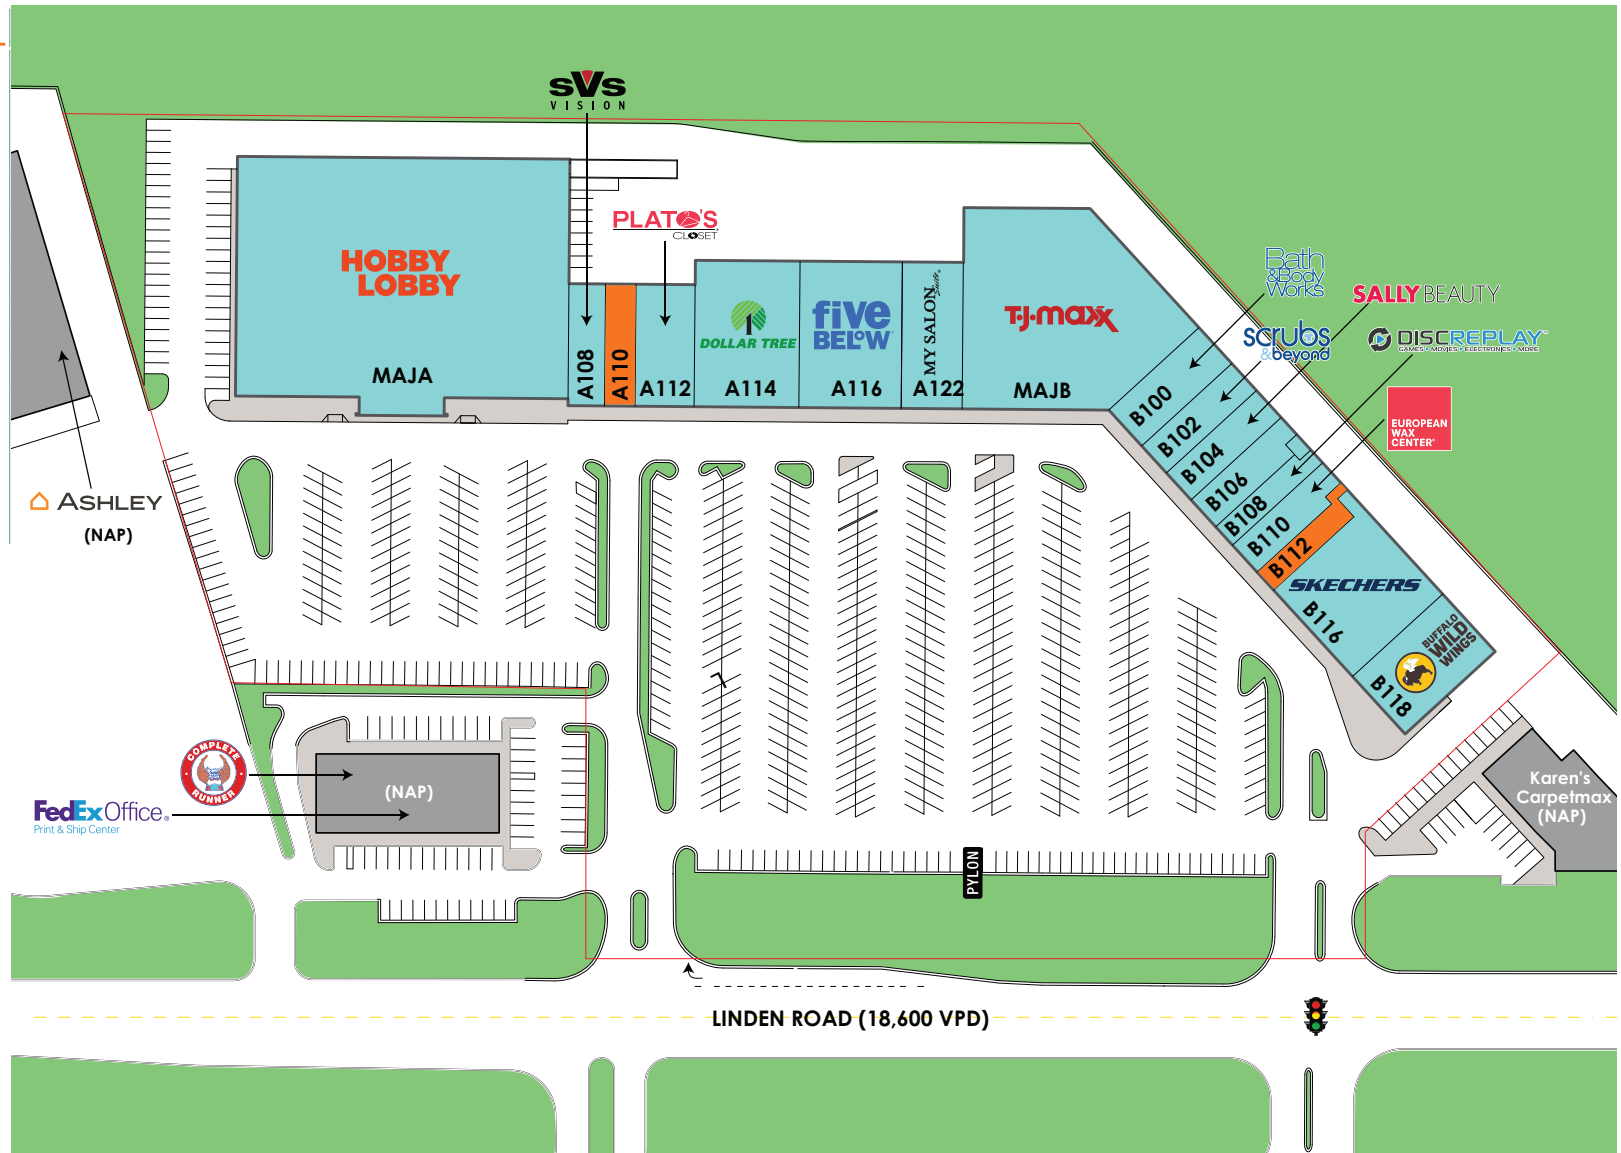 SVS
VISION
PLATO'S
CLOSET
HOBBY
LOBBY
MAJA
A108
A110
A112
DOLLAR TREE
A114
five
BELOW
A116
MY SALON
Suite
A122
T·J·maxx
MAJB
Bath
&Body
Works
SALLY BEAUTY
scrubs
&beyond
DISCREPLAY
GAMES • MOVIES • ELECTRONICS • MORE
EUROPEAN
WAX
CENTER
B100
B102
B104
B106
B108
B110
B112
SKECHERS
B116
BUFFALO
WILD
WINGS
B118
ASHLEY
(NAP)
COMPLETE
RUNNER
(NAP)
FedEx Office®
Print & Ship Center
Karen's
Carpetmax
(NAP)
PYLON
LINDEN ROAD (18,600 VPD)